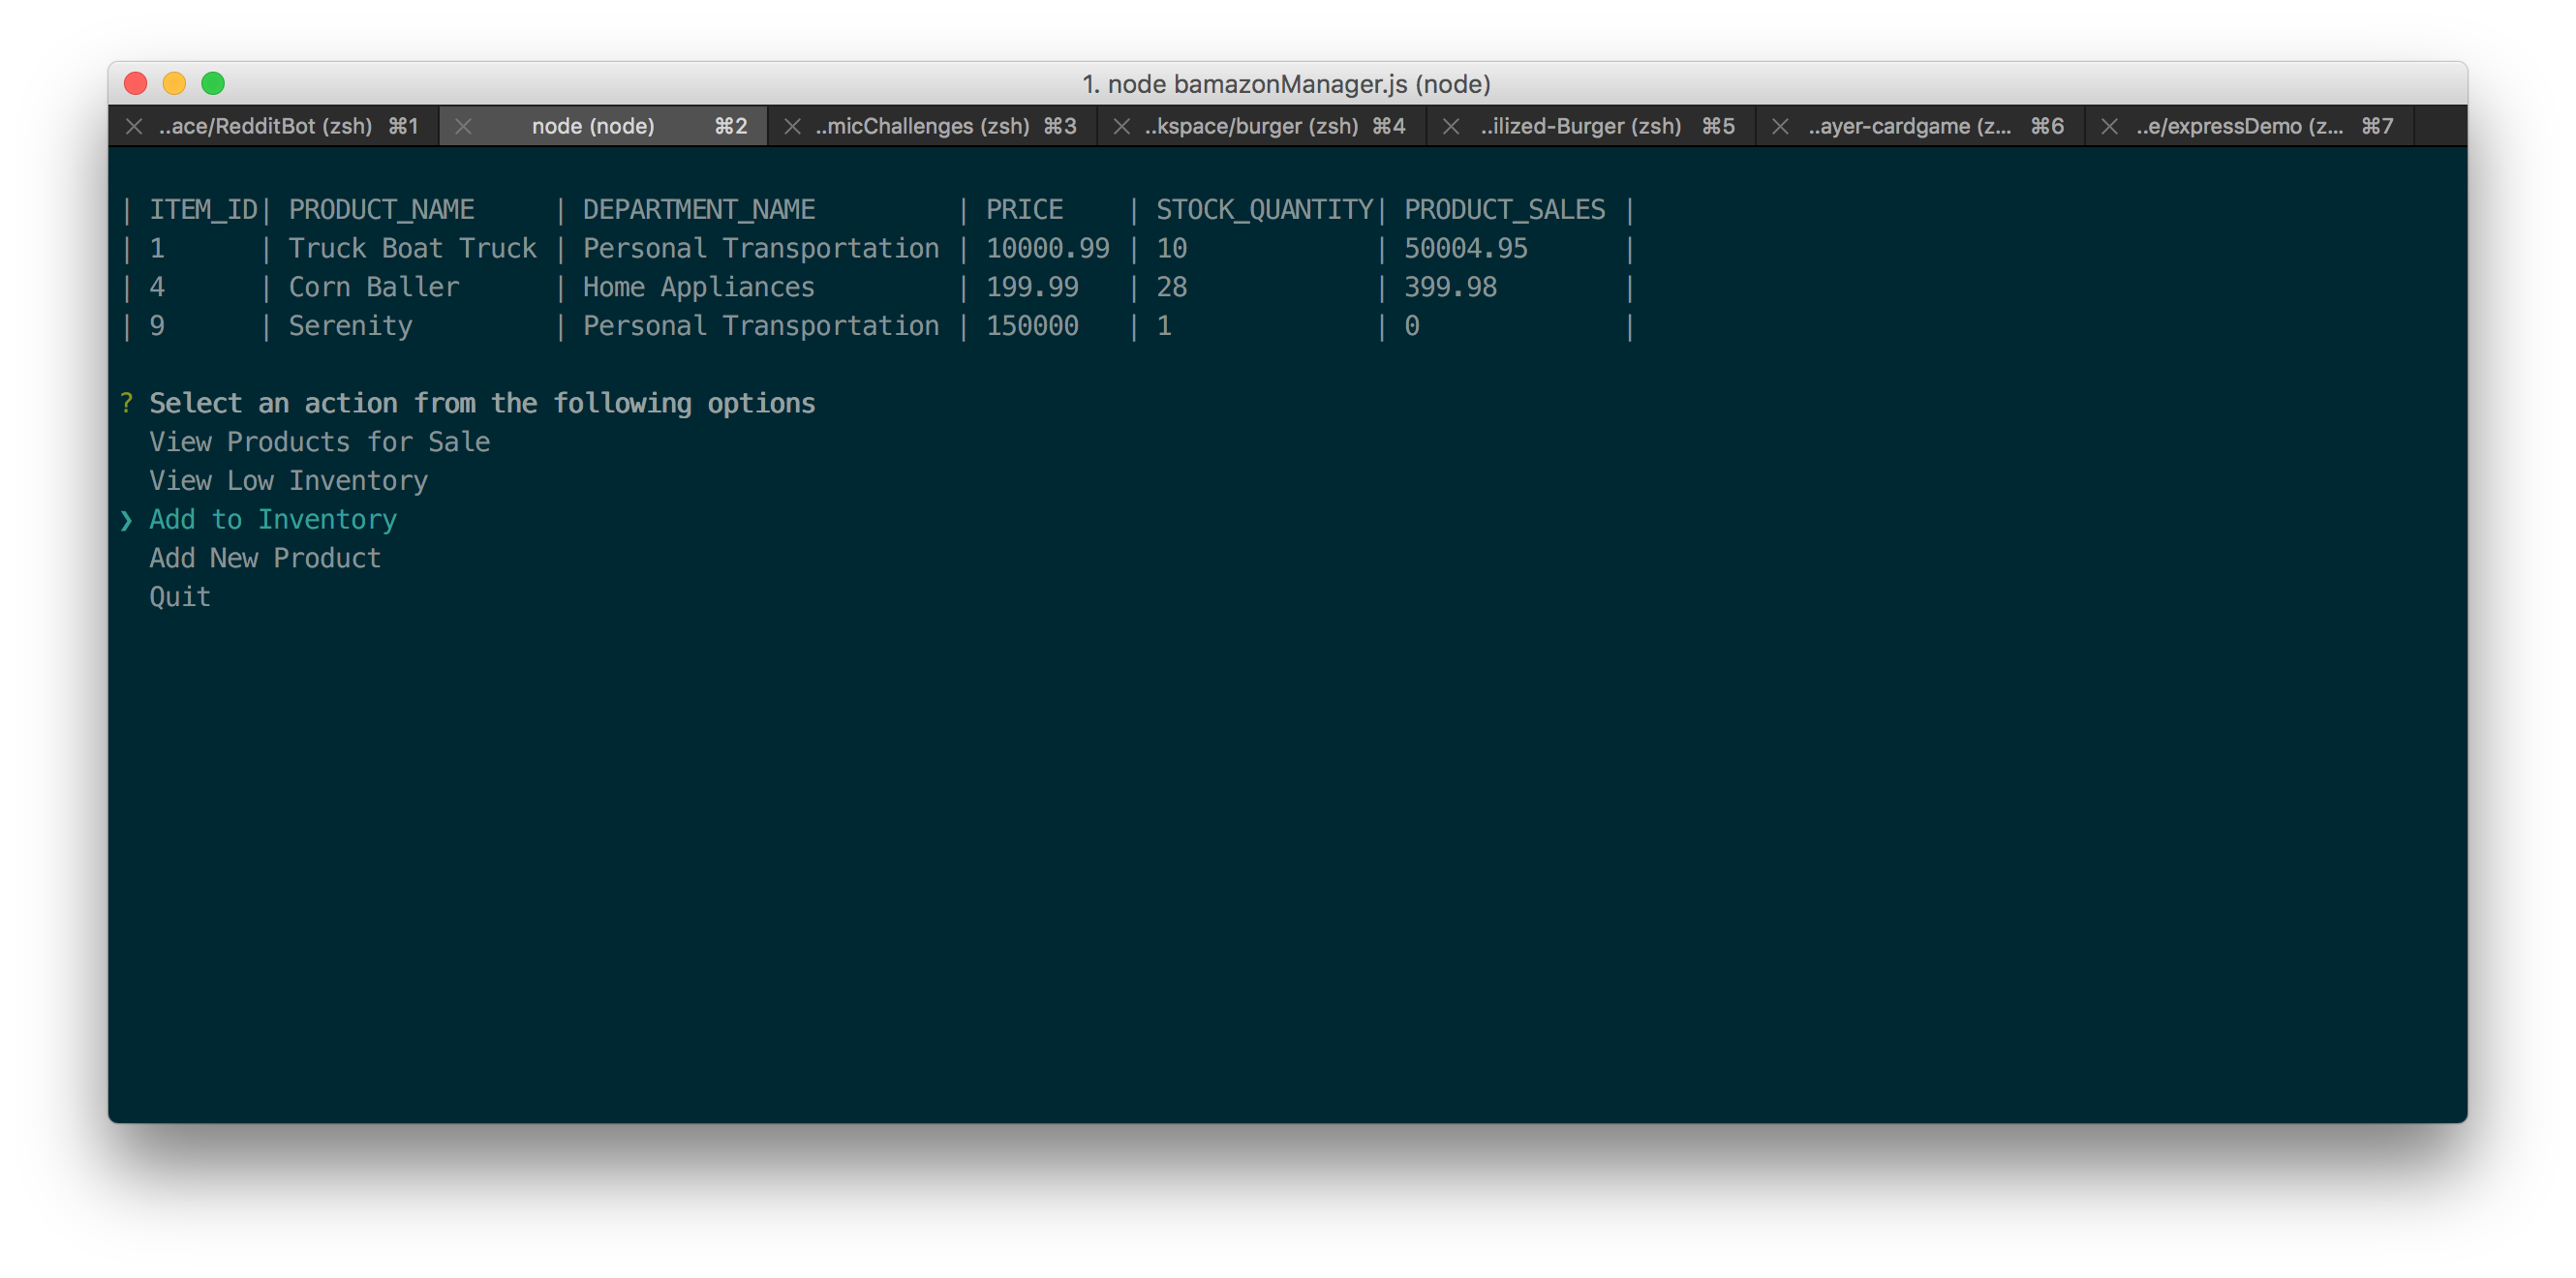 1. node bamazonManager.js (node)
..ace/RedditBot (zsh) ⌘1 node (node) ⌘2 ..micChallenges (zsh) ⌘3 ..kspace/burger (zsh) ⌘4 ..ilized-Burger (zsh) ⌘5 ..ayer-cardgame (z... ⌘6 ..e/expressDemo (z... ⌘7
| ITEM_ID| PRODUCT_NAME | DEPARTMENT_NAME | PRICE | STOCK_QUANTITY| PRODUCT_SALES |
| 1 | Truck Boat Truck | Personal Transportation | 10000.99 | 10 | 50004.95 |
| 4 | Corn Baller | Home Appliances | 199.99 | 28 | 399.98 |
| 9 | Serenity | Personal Transportation | 150000 | 1 | 0 |
? Select an action from the following options
View Products for Sale
View Low Inventory
❯ Add to Inventory
Add New Product
Quit